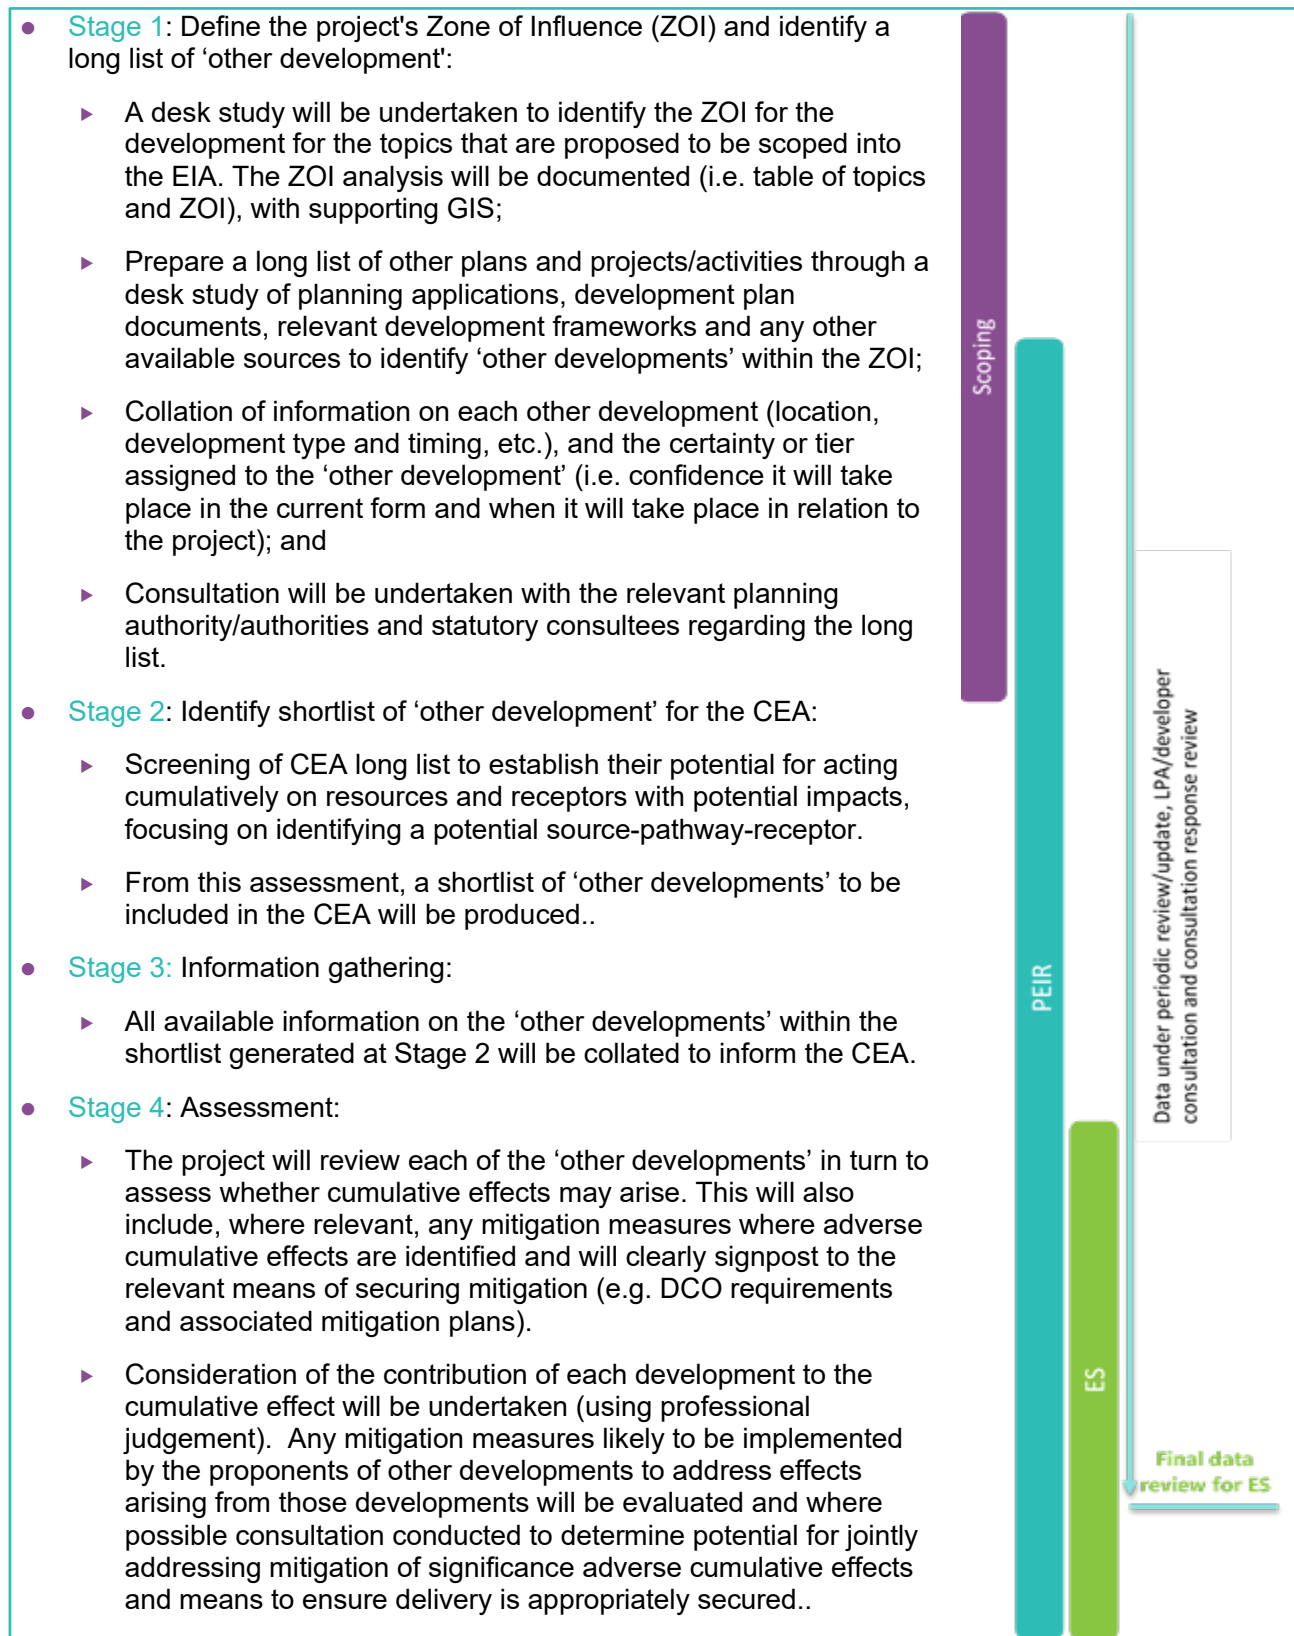 ● Stage 1: Define the project's Zone of Influence (ZOI) and identify a
long list of ‘other development':
► A desk study will be undertaken to identify the ZOI for the
development for the topics that are proposed to be scoped into
the EIA. The ZOI analysis will be documented (i.e. table of topics
and ZOI), with supporting GIS;
► Prepare a long list of other plans and projects/activities through a
desk study of planning applications, development plan
documents, relevant development frameworks and any other
available sources to identify ‘other developments’ within the ZOI;
► Collation of information on each other development (location,
development type and timing, etc.), and the certainty or tier
assigned to the ‘other development’ (i.e. confidence it will take
place in the current form and when it will take place in relation to
the project); and
► Consultation will be undertaken with the relevant planning
authority/authorities and statutory consultees regarding the long
list.
● Stage 2: Identify shortlist of ‘other development’ for the CEA:
► Screening of CEA long list to establish their potential for acting
cumulatively on resources and receptors with potential impacts,
focusing on identifying a potential source-pathway-receptor.
► From this assessment, a shortlist of ‘other developments’ to be
included in the CEA will be produced..
● Stage 3: Information gathering:
► All available information on the ‘other developments’ within the
shortlist generated at Stage 2 will be collated to inform the CEA.
● Stage 4: Assessment:
► The project will review each of the ‘other developments’ in turn to
assess whether cumulative effects may arise. This will also
include, where relevant, any mitigation measures where adverse
cumulative effects are identified and will clearly signpost to the
relevant means of securing mitigation (e.g. DCO requirements
and associated mitigation plans).
► Consideration of the contribution of each development to the
cumulative effect will be undertaken (using professional
judgement).  Any mitigation measures likely to be implemented
by the proponents of other developments to address effects
arising from those developments will be evaluated and where
possible consultation conducted to determine potential for jointly
addressing mitigation of significance adverse cumulative effects
and means to ensure delivery is appropriately secured..
Scoping
PEIR
ES
Data under periodic review/update, LPA/developer
consultation and consultation response review
Final data
review for ES